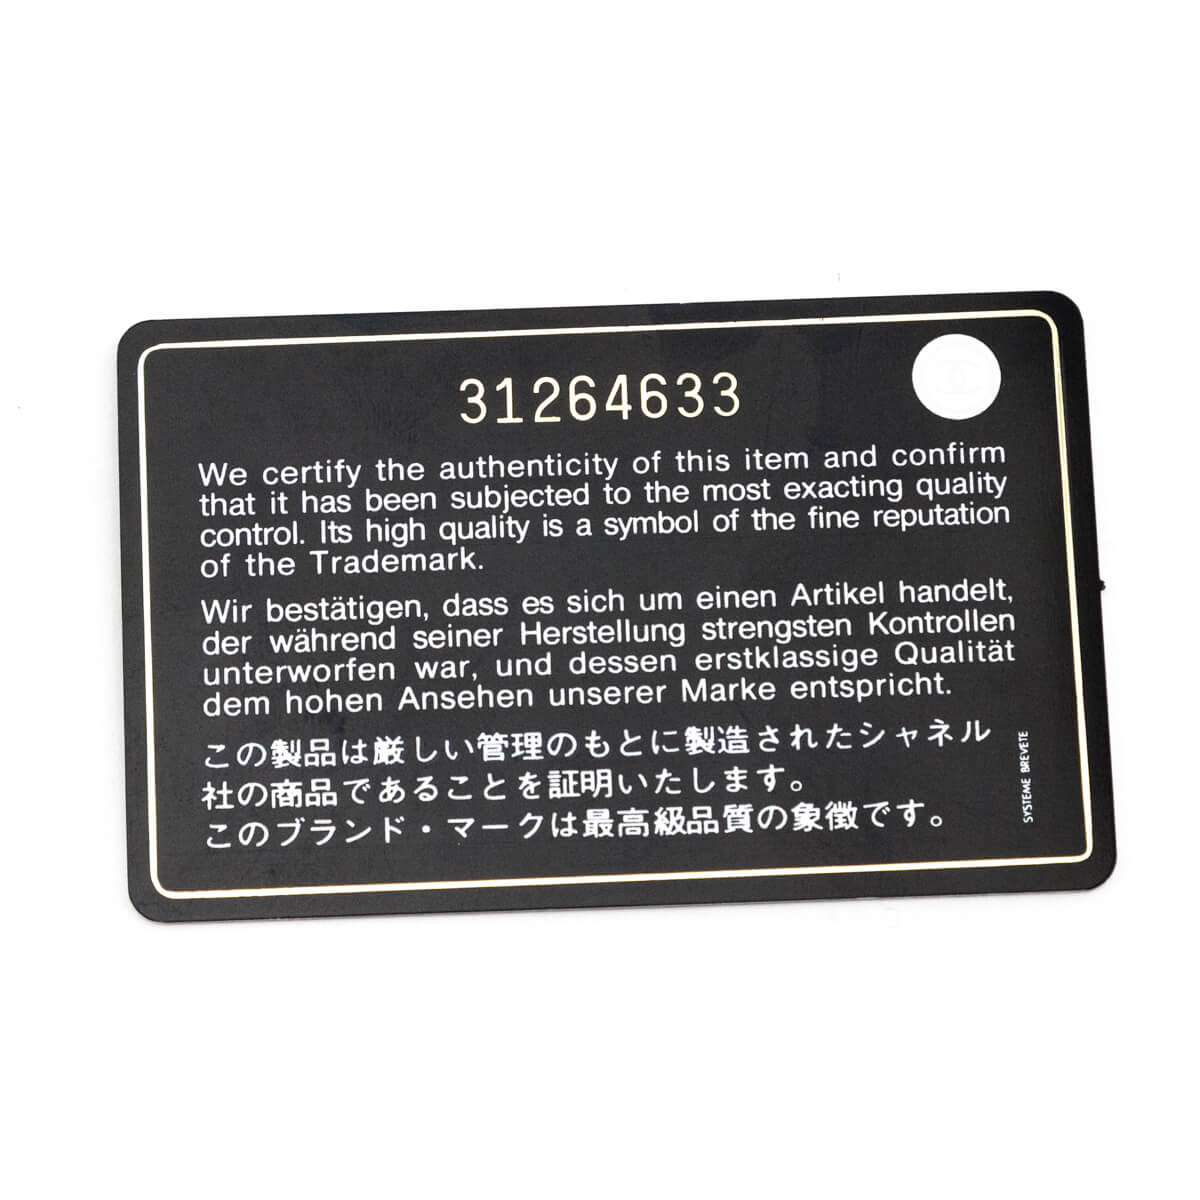 31264633
We certify the authenticity of this item and confirm
that it has been subjected to the most exacting quality
control. Its high quality is a symbol of the fine reputation
of the Trademark.
Wir bestätigen, dass es sich um einen Artikel handelt,
der während seiner Herstellung strengsten Kontrollen
unterworfen war, und dessen erstklassige Qualität
dem hohen Ansehen unserer Marke entspricht.
この製品は厳しい管理のもとに製造されたシャネル
社の商品であることを証明いたします。
このブランド・マークは最高級品質の象徴です。
SYSTEME BREVETE